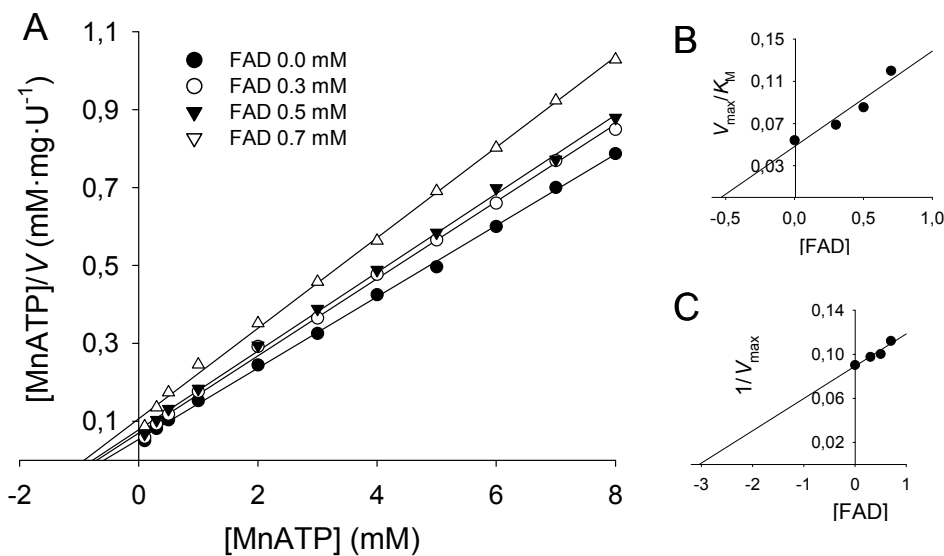 A
[MnATP]/V (mM·mg·U⁻¹)
1,1
0,9
0,7
0,5
0,3
0,1
-2
0
2
4
6
8
[MnATP] (mM)
FAD 0.0 mM
FAD 0.3 mM
FAD 0.5 mM
FAD 0.7 mM
B
Vmax/KM
0,15
0,11
0,07
0,03
-0,5
0,0
0,5
1,0
[FAD]
C
1/Vmax
0,14
0,10
0,06
0,02
-3
-2
-1
0
1
[FAD]